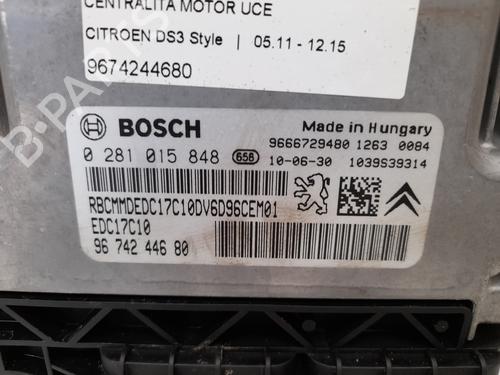 CENTRALITA MOTOR UCE
CITROEN DS3 Style | 05.11 - 12.15
9674244680
BOSCH
Made in Hungary
9666729480 1263 0084
0 281 015 848 658 10-06-30 1039S39314
RBCMMDEDC17C10DV6D96CEM01
EDC17C10
96 742 446 80